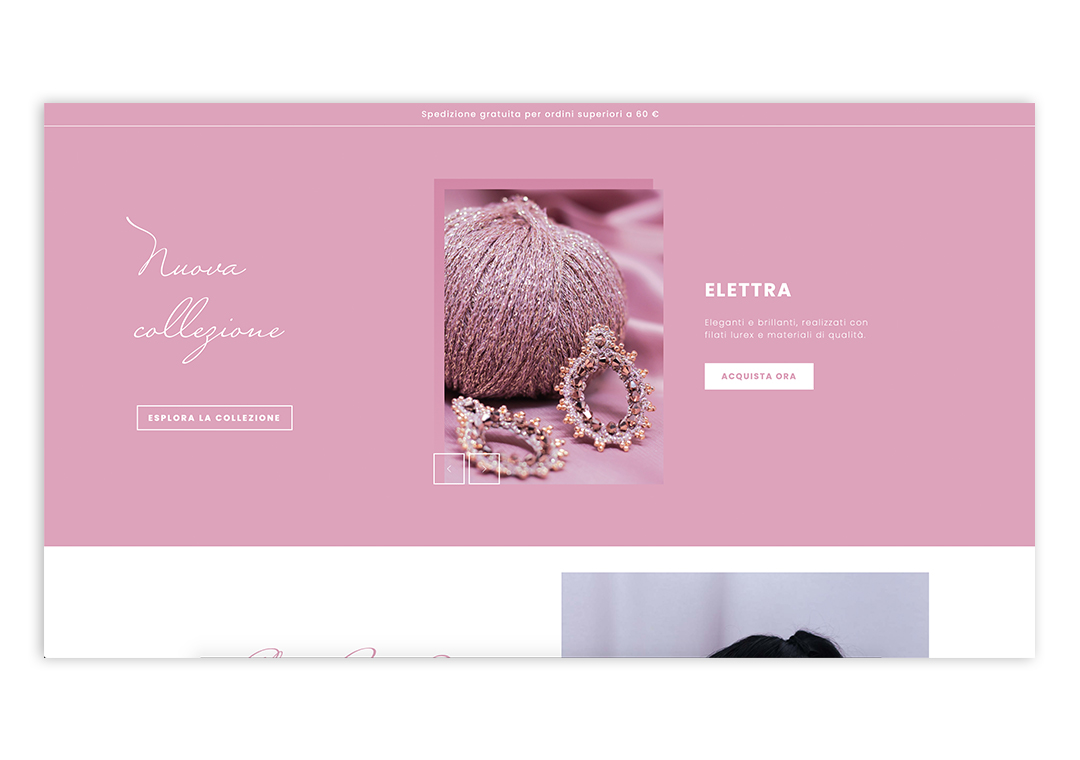 Spedizione gratuita per ordini superiori a 60 €
Nuova
collezione
ESPLORA LA COLLEZIONE
ELETTRA
Eleganti e brillanti, realizzati con
filati lurex e materiali di qualità.
ACQUISTA ORA